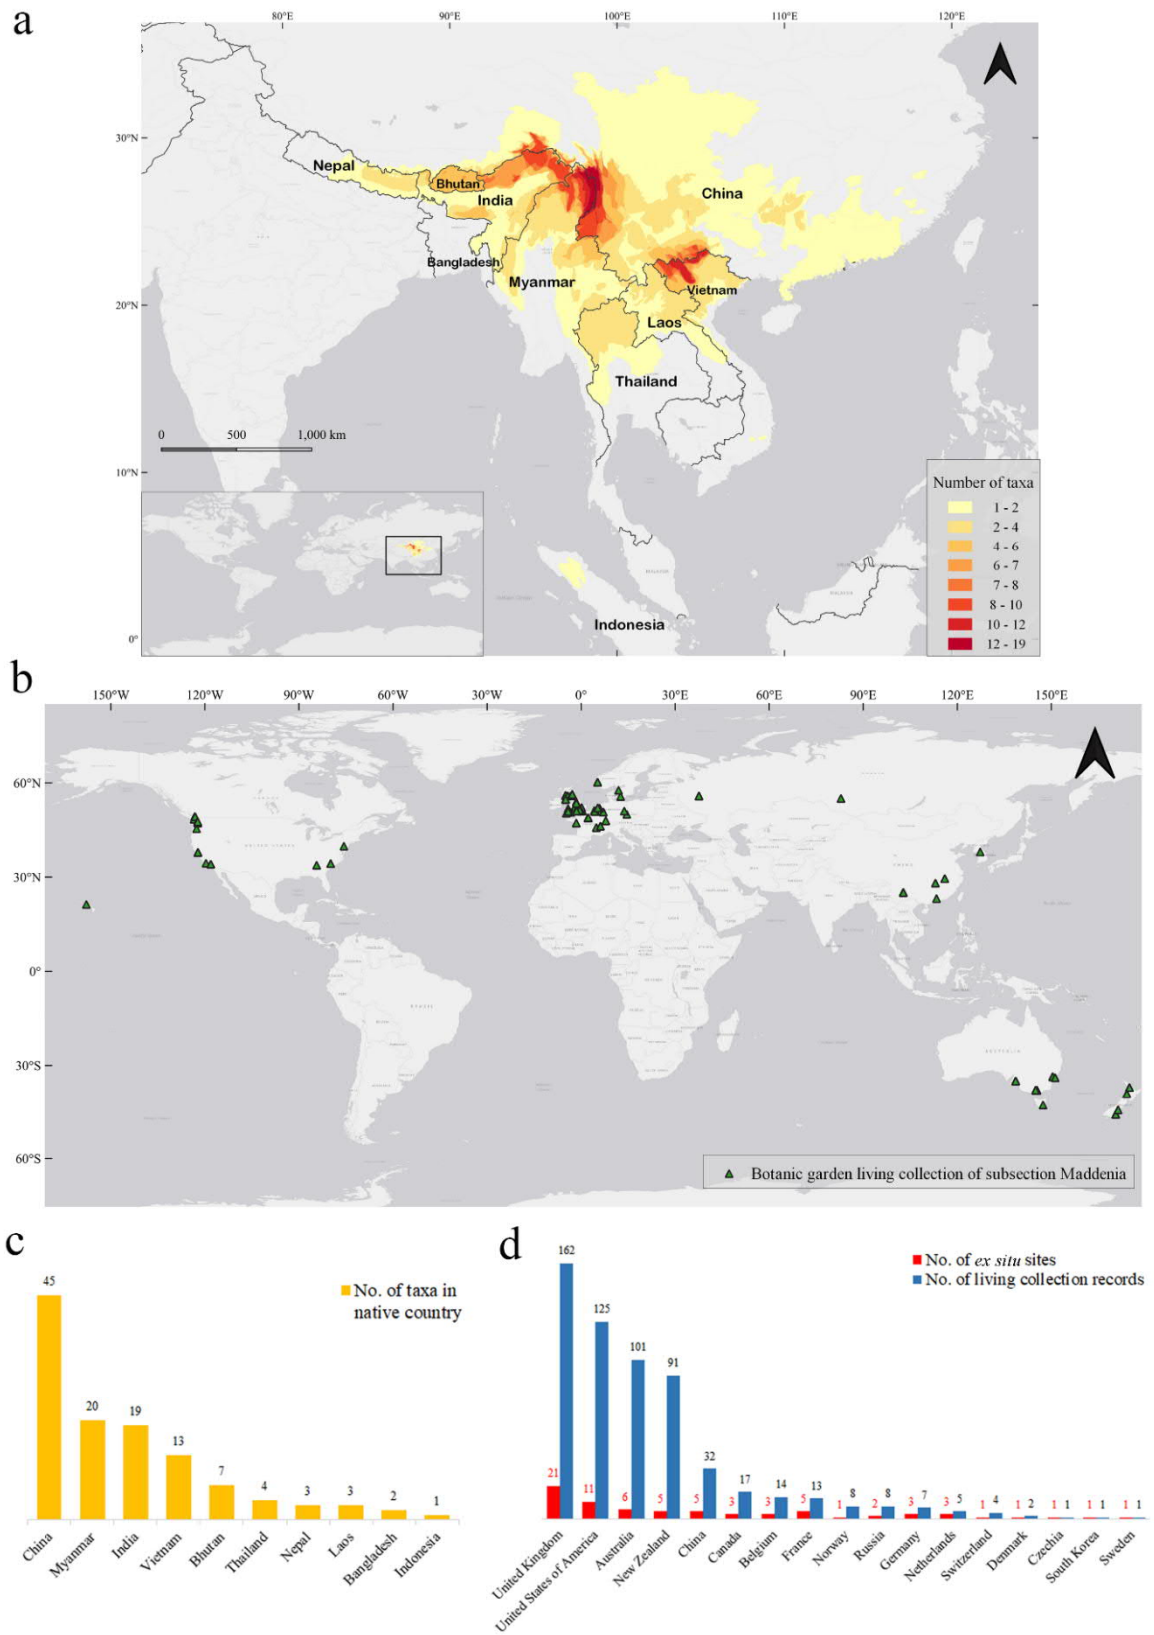 a
80°E 90°E 100°E 110°E 120°E
30°N
20°N
10°N
0°
Nepal
Bhutan
India
China
Bangladesh
Myanmar
Vietnam
Laos
Thailand
Indonesia
0 500 1,000 km
Number of taxa
1 - 2
2 - 4
4 - 6
6 - 7
7 - 8
8 - 10
10 - 12
12 - 19
b
150°W 120°W 90°W 60°W 30°W 0° 30°E 60°E 90°E 120°E 150°E
60°N
30°N
0°
30°S
60°S
Botanic garden living collection of subsection Maddenia
c
No. of taxa in
native country
45
20
19
13
7
4
3
3
2
1
China
Myanmar
India
Vietnam
Bhutan
Thailand
Nepal
Laos
Bangladesh
Indonesia
d
No. of ex situ sites
No. of living collection records
21 162
11 125
6 101
5 91
5 32
3 17
3 14
5 13
1 8
2 8
3 7
3 5
1 4
1 2
1 1
1 1
1 1
United Kingdom
United States of America
Australia
New Zealand
China
Canada
Belgium
France
Norway
Russia
Germany
Netherlands
Switzerland
Denmark
Czechia
South Korea
Sweden